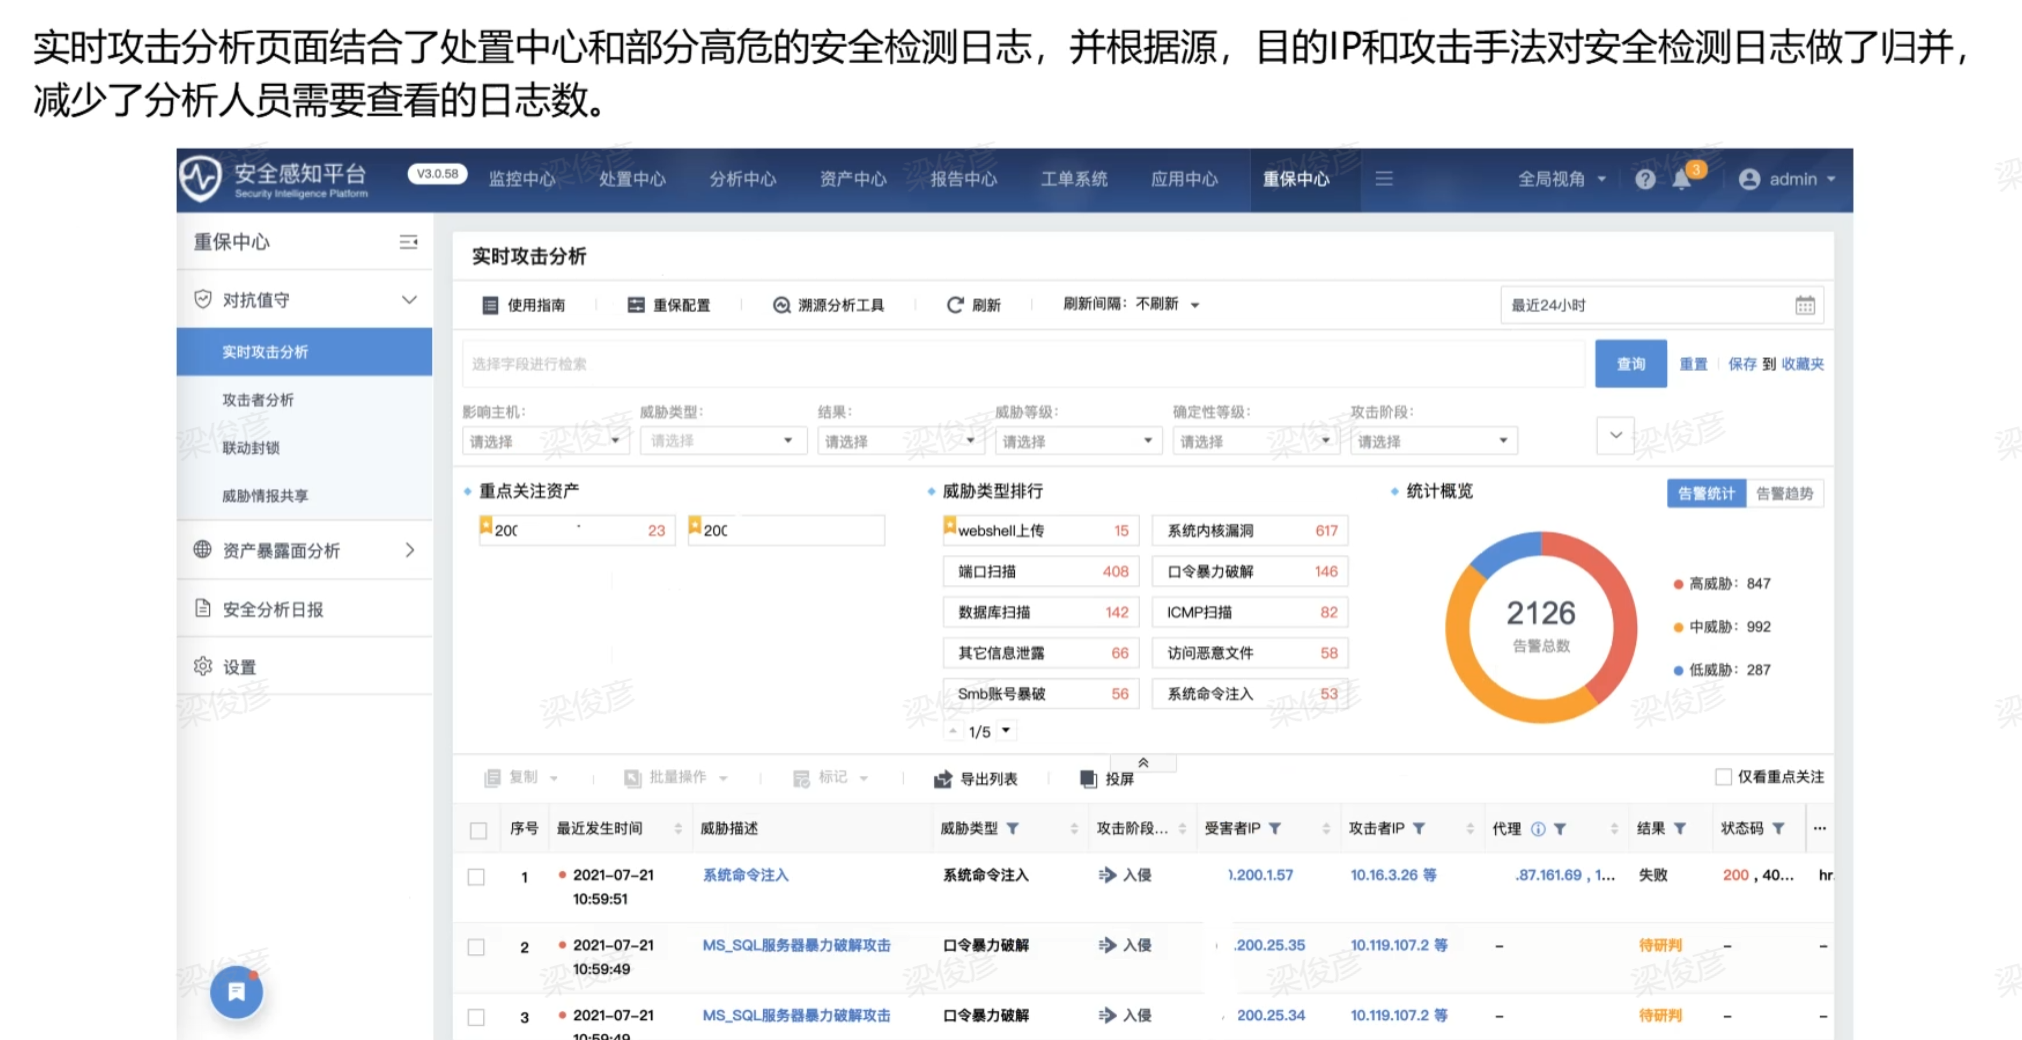 实时攻击分析页面结合了处置中心和部分高危的安全检测日志，并根据源，目的IP和攻击手法对安全检测日志做了归并，
减少了分析人员需要查看的日志数。
安全感知平台
Security Intelligence Platform
V3.0.58
监控中心 处置中心 分析中心 资产中心 报告中心 工单系统 应用中心 重保中心 全局视角 3 admin
重保中心
对抗值守
实时攻击分析
攻击者分析
联动封锁
威胁情报共享
资产暴露面分析
安全分析日报
设置
实时攻击分析
使用指南 重保配置 溯源分析工具 刷新 刷新间隔：不刷新 最近24小时
选择字段进行检索 查询 重置 保存 到 收藏夹
影响主机: 威胁类型: 结果: 威胁等级: 确定性等级: 攻击阶段:
请选择 请选择 请选择 请选择 请选择 请选择
重点关注资产
200 23 200
威胁类型排行
webshell上传 15 系统内核漏洞 617
端口扫描 408 口令暴力破解 146
数据库扫描 142 ICMP扫描 82
其它信息泄露 66 访问恶意文件 58
Smb账号暴破 56 系统命令注入 53
1/5
统计概览 告警统计 告警趋势
2126
告警总数
高威胁: 847
中威胁: 992
低威胁: 287
复制 批量操作 标记 导出列表 投屏 仅看重点关注
序号 最近发生时间 威胁描述 威胁类型 攻击阶段... 受害者IP 攻击者IP 代理 结果 状态码 ...
1 2021-07-21 系统命令注入 系统命令注入 入侵 .200.1.57 10.16.3.26 等 .87.161.69 , 1... 失败 200 , 40... hr
10:59:51
2 2021-07-21 MS_SQL服务器暴力破解攻击 口令暴力破解 入侵 .200.25.35 10.119.107.2 等 – 待研判 – –
10:59:49
3 2021-07-21 MS_SQL服务器暴力破解攻击 口令暴力破解 入侵 200.25.34 10.119.107.2 等 – 待研判 – –
10:59:49
梁俊彦